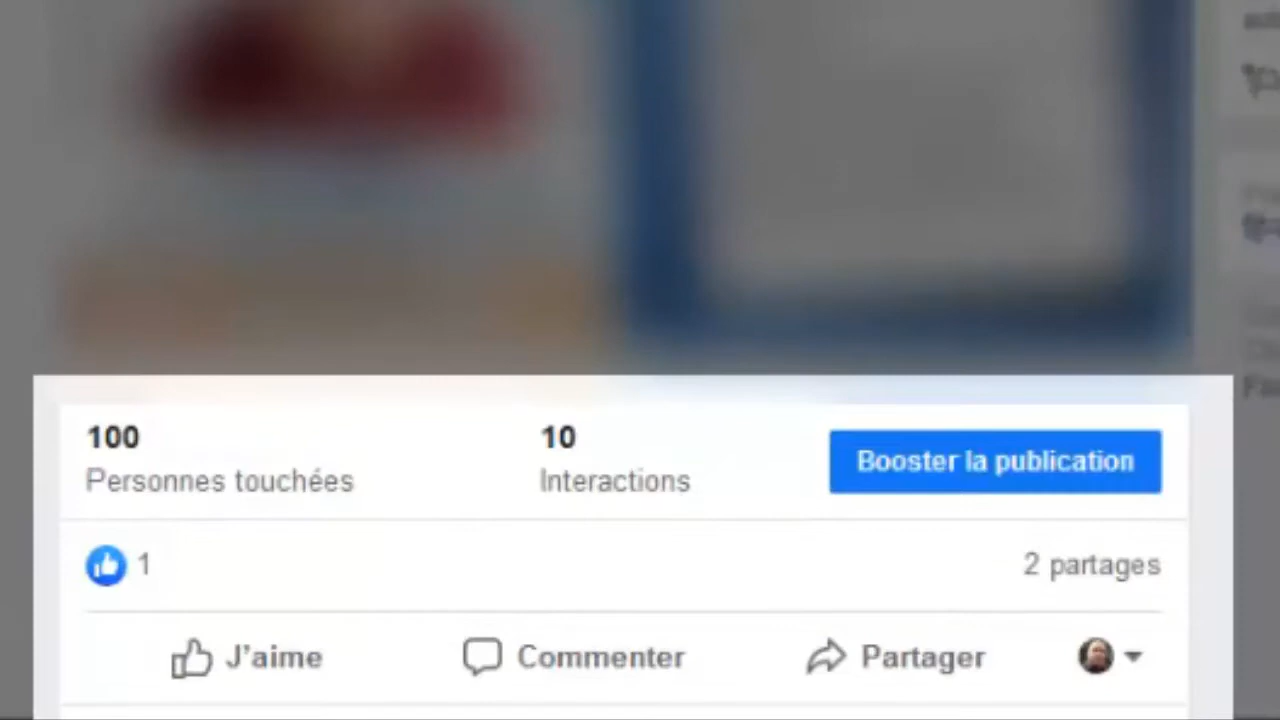 100
Personnes touchées
10
Interactions
Booster la publication
1
2 partages
J'aime
Commenter
Partager